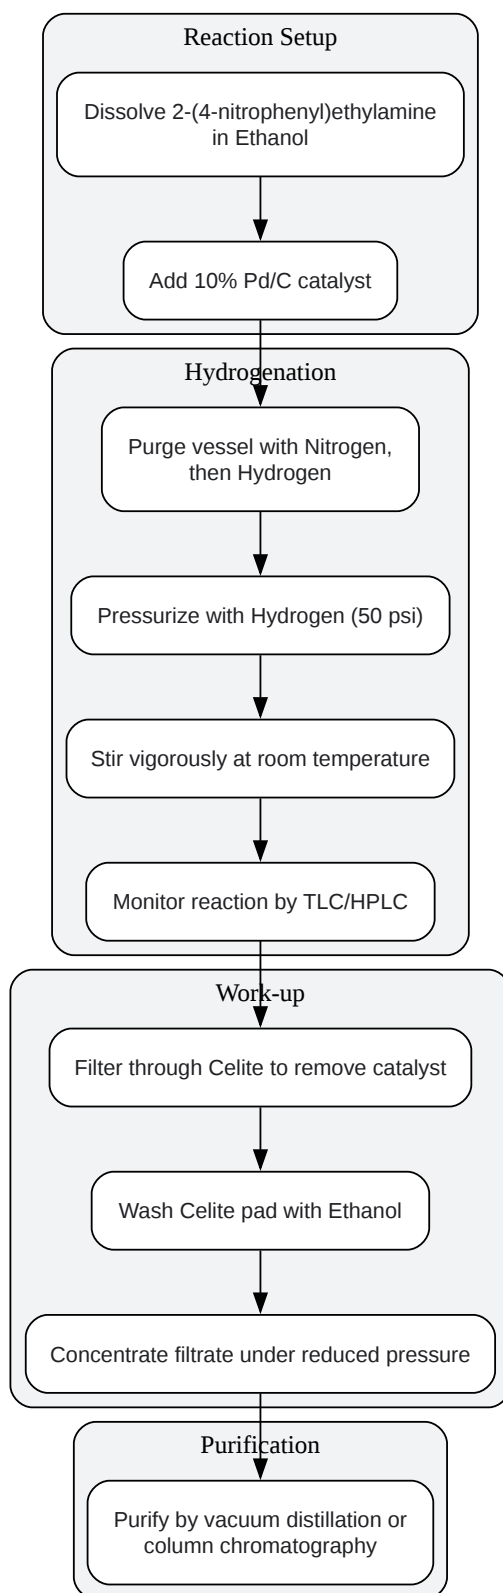 Reaction Setup
Dissolve 2-(4-nitrophenyl)ethylamine
in Ethanol
Add 10% Pd/C catalyst
Hydrogenation
Purge vessel with Nitrogen,
then Hydrogen
Pressurize with Hydrogen (50 psi)
Stir vigorously at room temperature
Monitor reaction by TLC/HPLC
Work-up
Filter through Celite to remove catalyst
Wash Celite pad with Ethanol
Concentrate filtrate under reduced pressure
Purification
Purify by vacuum distillation or
column chromatography